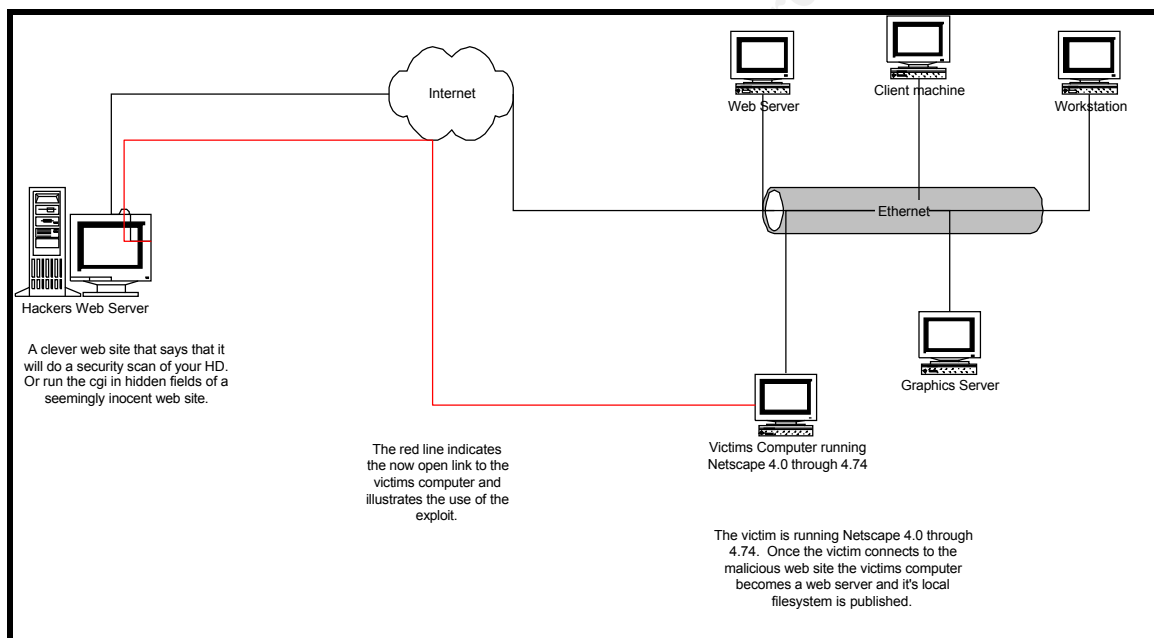 Internet
Web Server
Client machine
Workstation
Ethernet
Hackers Web Server
A clever web site that says that it
will do a security scan of your HD.
Or run the cgi in hidden fields of a
seemingly inocent web site.
Graphics Server
The red line indicates
the now open link to the
victims computer and
illustrates the use of the
exploit.
Victims Computer running
Netscape 4.0 through 4.74
The victim is running Netscape 4.0 through
4.74. Once the victim connects to the
malicious web site the victims computer
becomes a web server and it's local
filesystem is published.